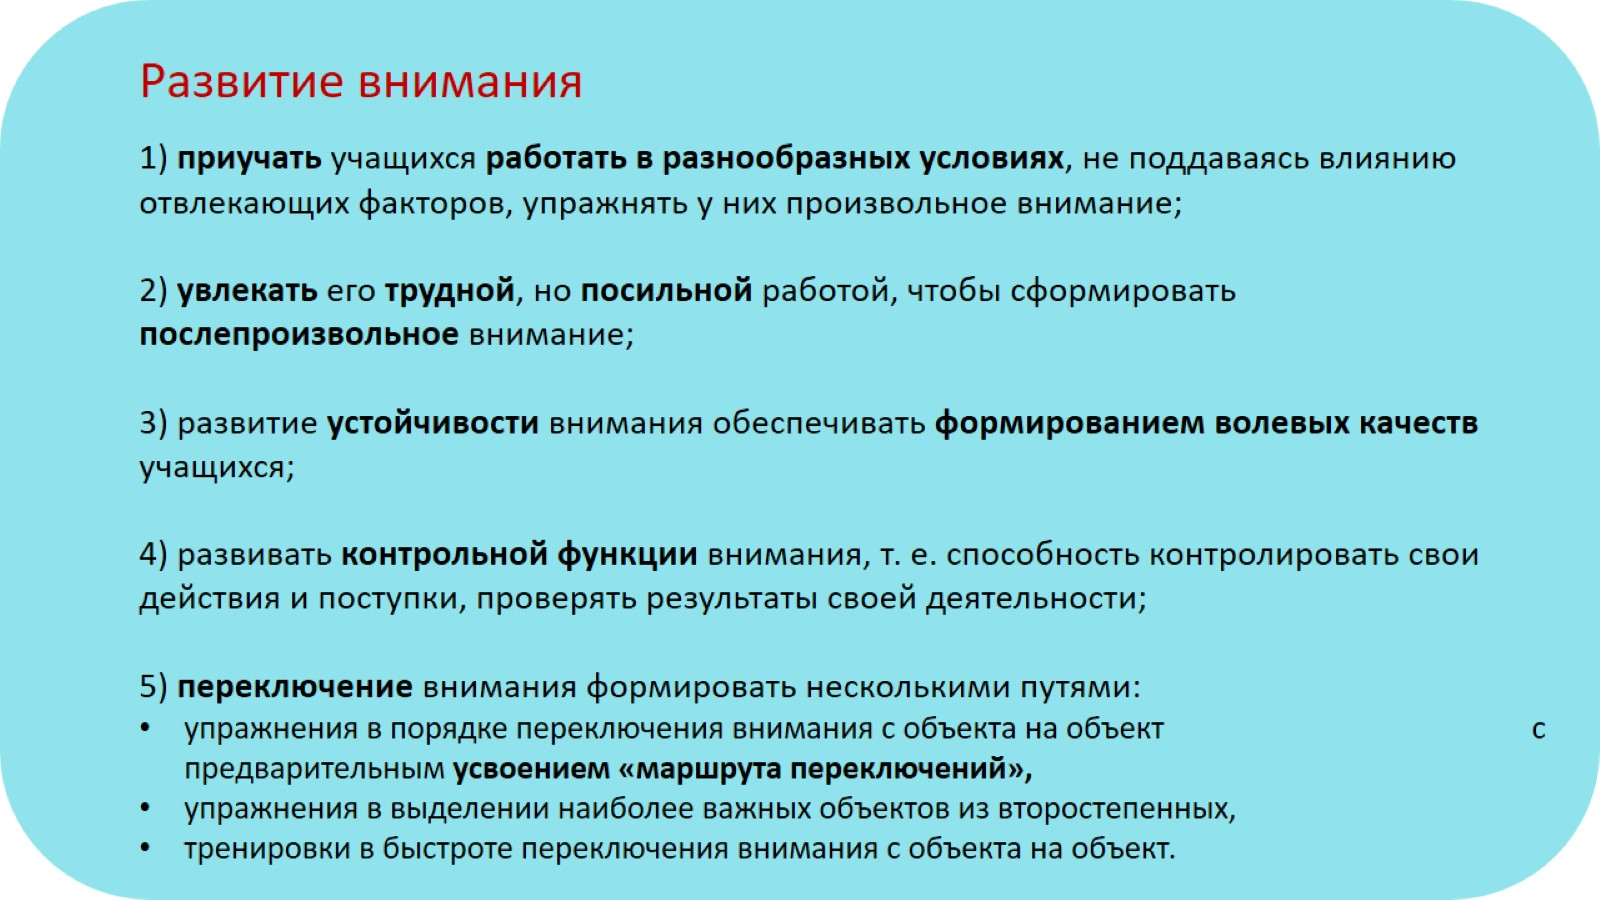 Развитие внимания
1) приучать учащихся работать в разнообразных условиях, не поддаваясь влиянию
отвлекающих факторов, упражнять у них произвольное внимание;
2) увлекать его трудной, но посильной работой, чтобы сформировать
послепроизвольное внимание;
3) развитие устойчивости внимания обеспечивать формированием волевых качеств
учащихся;
4) развивать контрольной функции внимания, т. е. способность контролировать свои
действия и поступки, проверять результаты своей деятельности;
5) переключение внимания формировать несколькими путями:
• упражнения в порядке переключения внимания с объекта на объект с
предварительным усвоением «маршрута переключений»,
• упражнения в выделении наиболее важных объектов из второстепенных,
• тренировки в быстроте переключения внимания с объекта на объект.